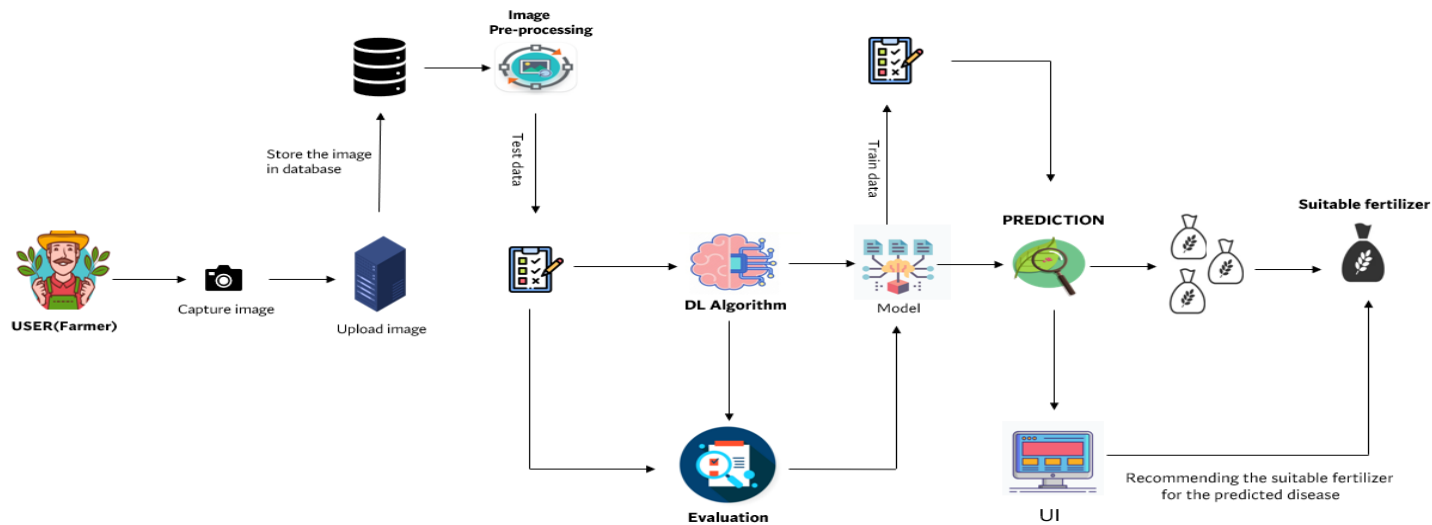 Image
Pre-processing
Store the image
in database
Test data
Train data
USER(Farmer)
Capture image
Upload image
DL Algorithm
Model
PREDICTION
Suitable fertilizer
Evaluation
UI
Recommending the suitable fertilizer
for the predicted disease